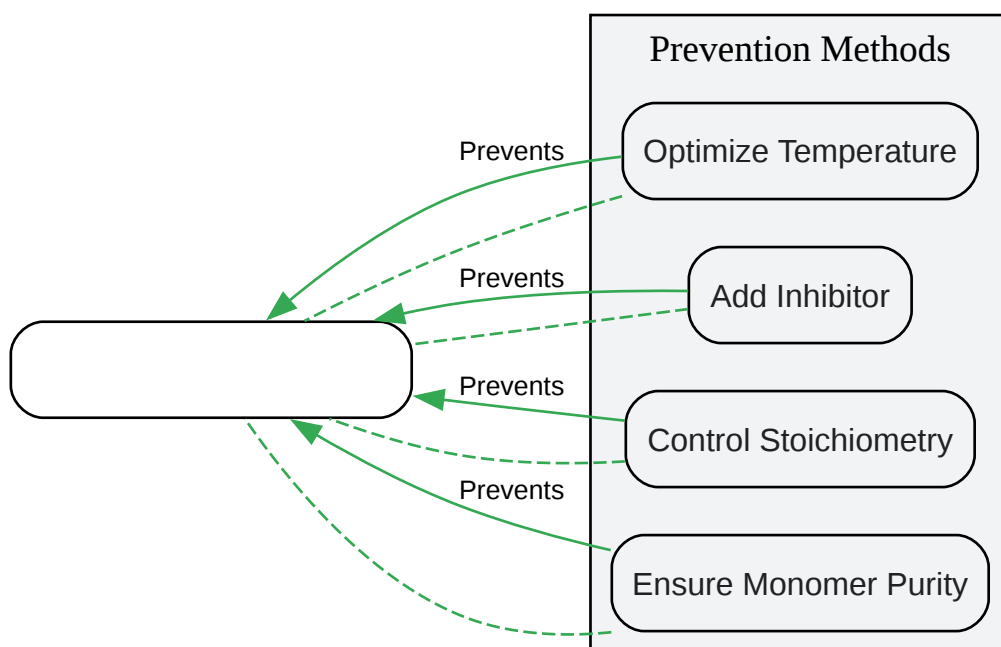 Prevention Methods
Prevents
Optimize Temperature
Prevents
Add Inhibitor
Prevents
Control Stoichiometry
Prevents
Ensure Monomer Purity